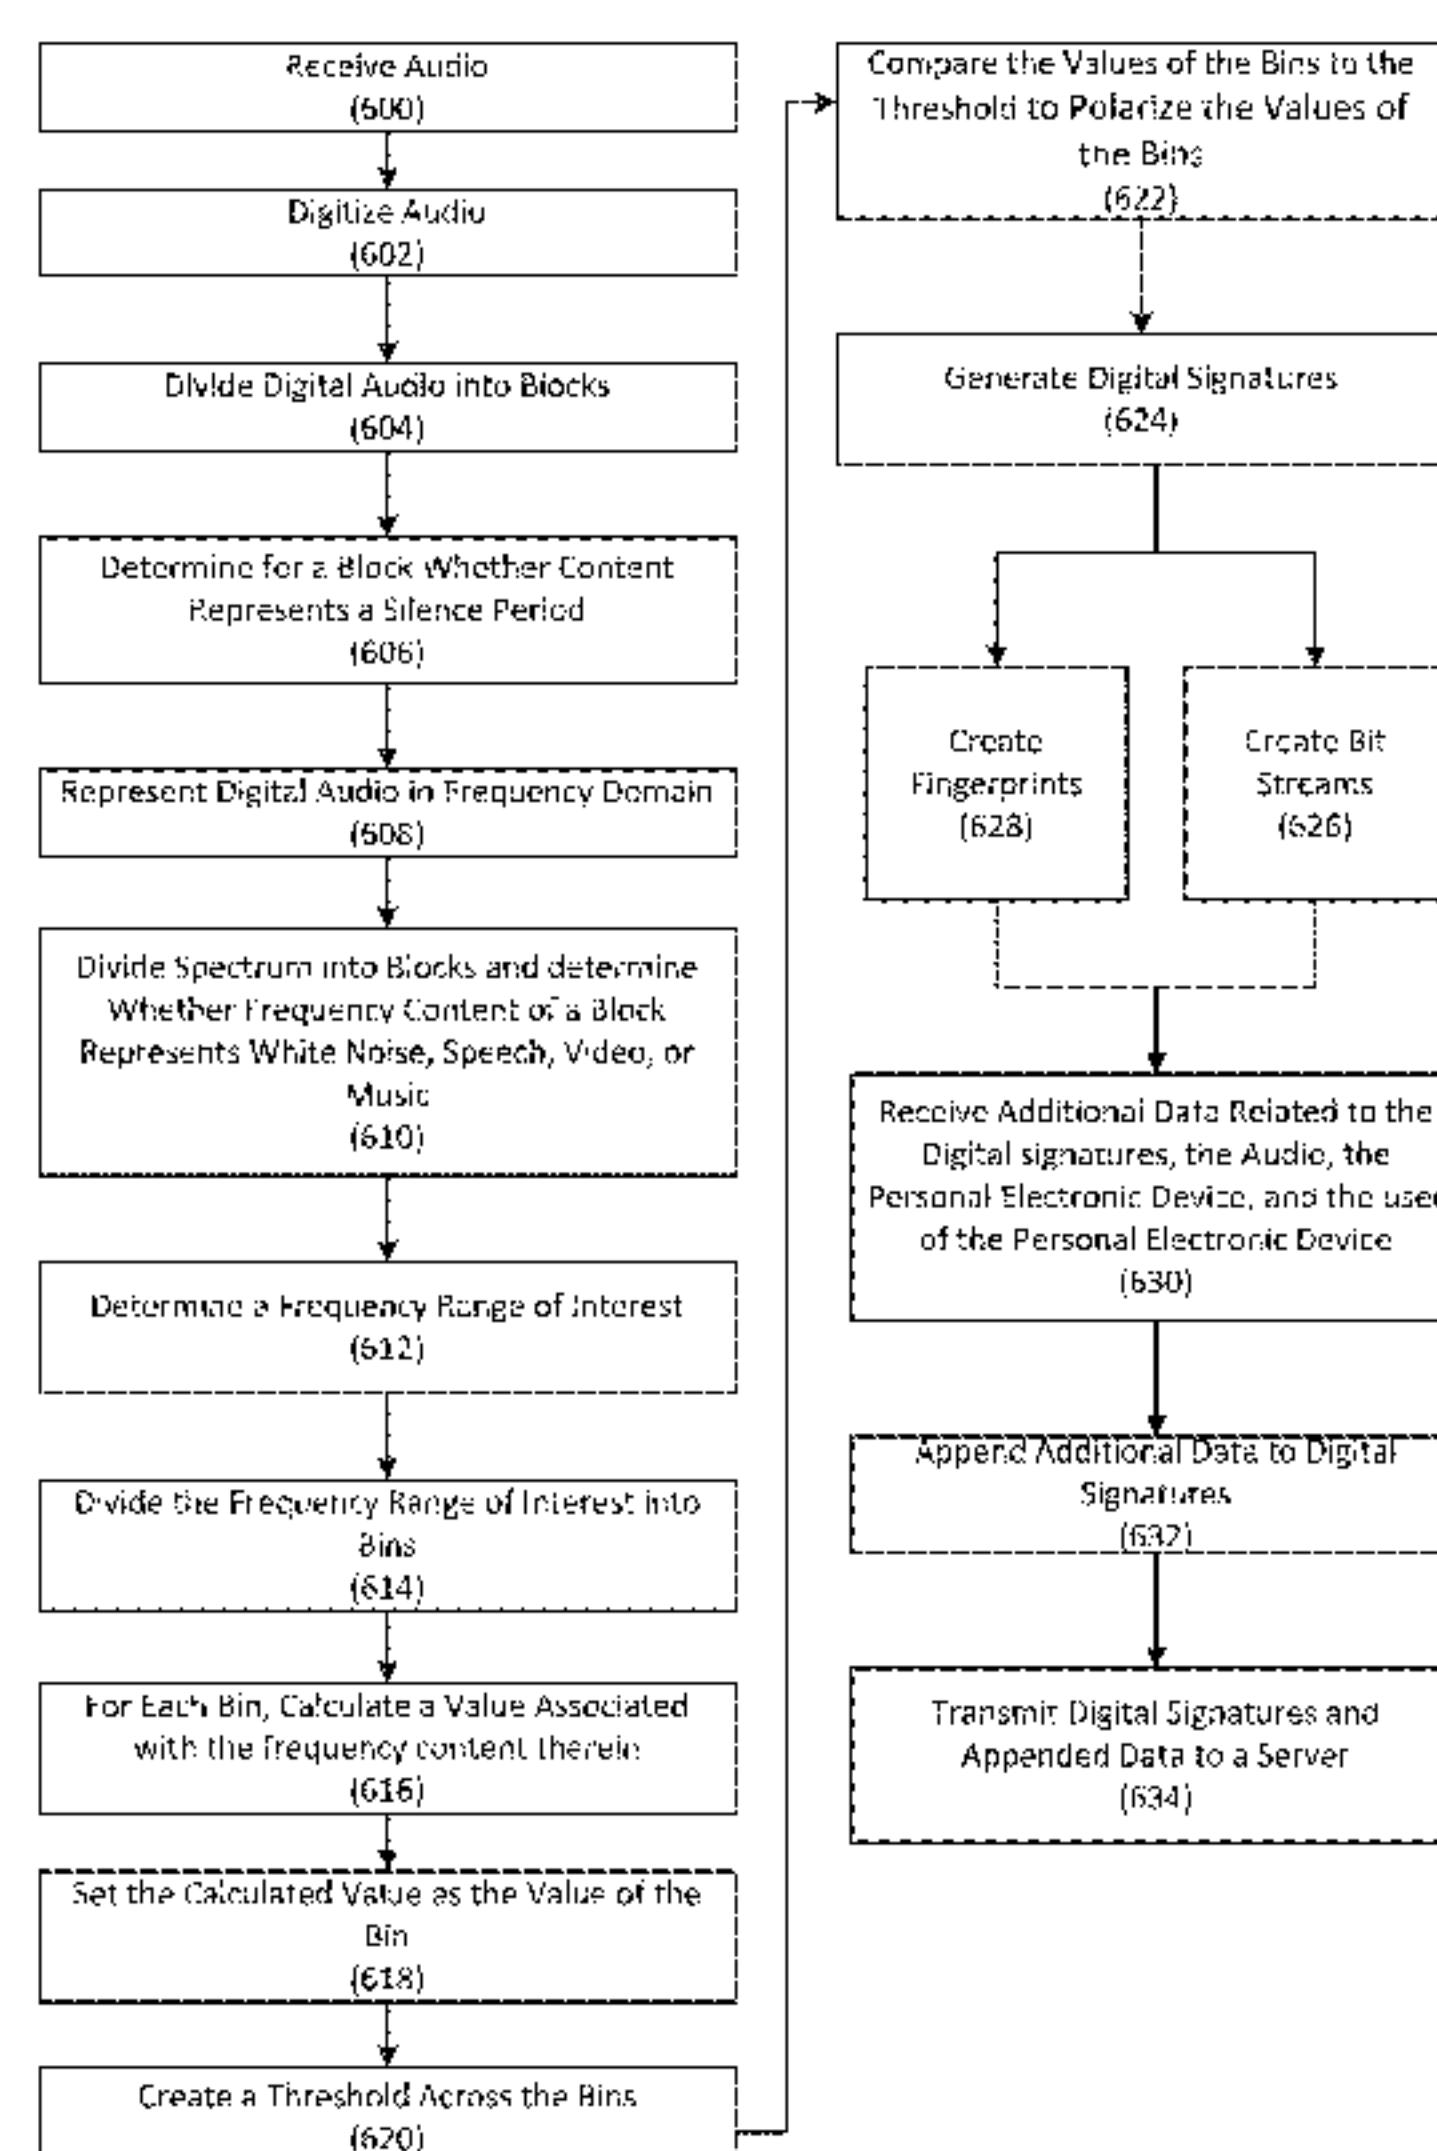 Receive Audio
(600)
Digitize Audio
(602)
Divide Digital Audio into Blocks
(604)
Determine for a Block Whether Content
Represents a Silence Period
(606)
Represent Digital Audio in Frequency Domain
(608)
Divide Spectrum into Blocks and determine
Whether Frequency Content of a Block
Represents White Noise, Speech, Video, or
Music
(610)
Determine a Frequency Range of Interest
(612)
Divide the Frequency Range of Interest into
Bins
(614)
For Each Bin, Calculate a Value Associated
with the frequency content therein
(616)
Set the Calculated Value as the Value of the
Bin
(618)
Create a Threshold Across the Bins
(620)
Compare the Values of the Bins to the
Threshold to Polarize the Values of
the Bins
(622)
Generate Digital Signatures
(624)
Create
Fingerprints
(628)
Create Bit
Streams
(626)
Receive Additional Data Related to the
Digital signatures, the Audio, the
Personal Electronic Device, and the
of the Personal Electronic Device
(630)
Append Additional Data to Digital
Signatures
(632)
Transmit Digital Signatures and
Appended Data to a Server
(634)